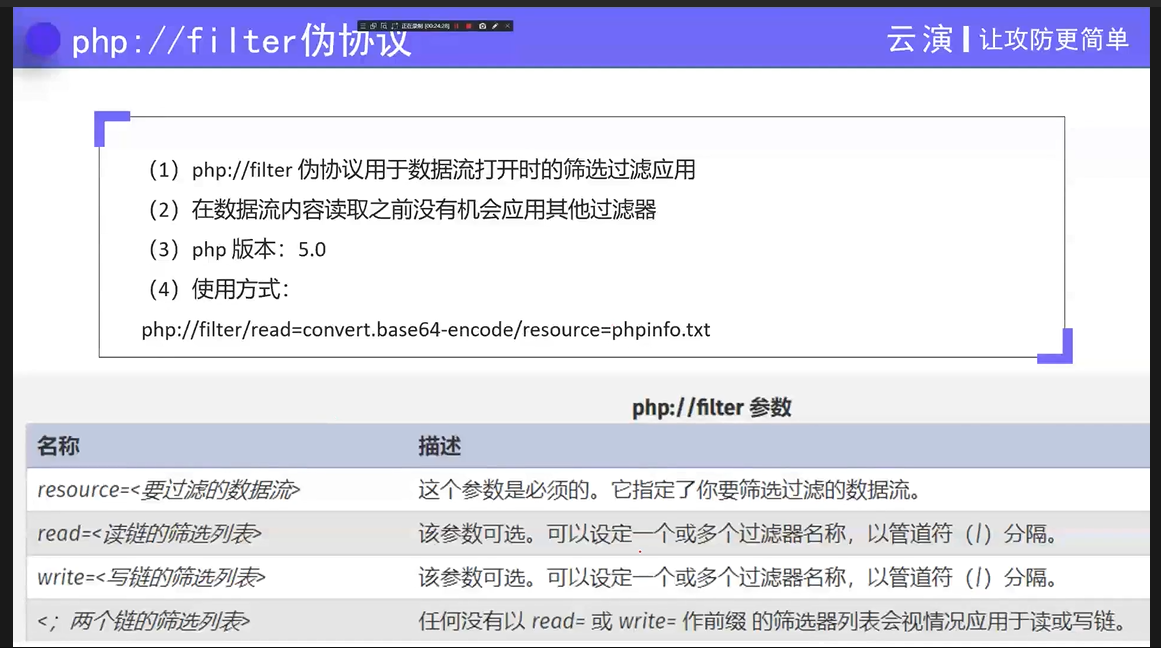 php://filter伪协议
正在录制 [00:24:28]
云演 | 让攻防更简单
（1）php://filter 伪协议用于数据流打开时的筛选过滤应用
（2）在数据流内容读取之前没有机会应用其他过滤器
（3）php 版本：5.0
（4）使用方式：
php://filter/read=convert.base64-encode/resource=phpinfo.txt
php://filter 参数
名称 描述
resource=<要过滤的数据流> 这个参数是必须的。它指定了你要筛选过滤的数据流。
read=<读链的筛选列表> 该参数可选。可以设定一个或多个过滤器名称，以管道符（|）分隔。
write=<写链的筛选列表> 该参数可选。可以设定一个或多个过滤器名称，以管道符（|）分隔。
<；两个链的筛选列表> 任何没有以 read= 或 write= 作前缀 的筛选器列表会视情况应用于读或写链。